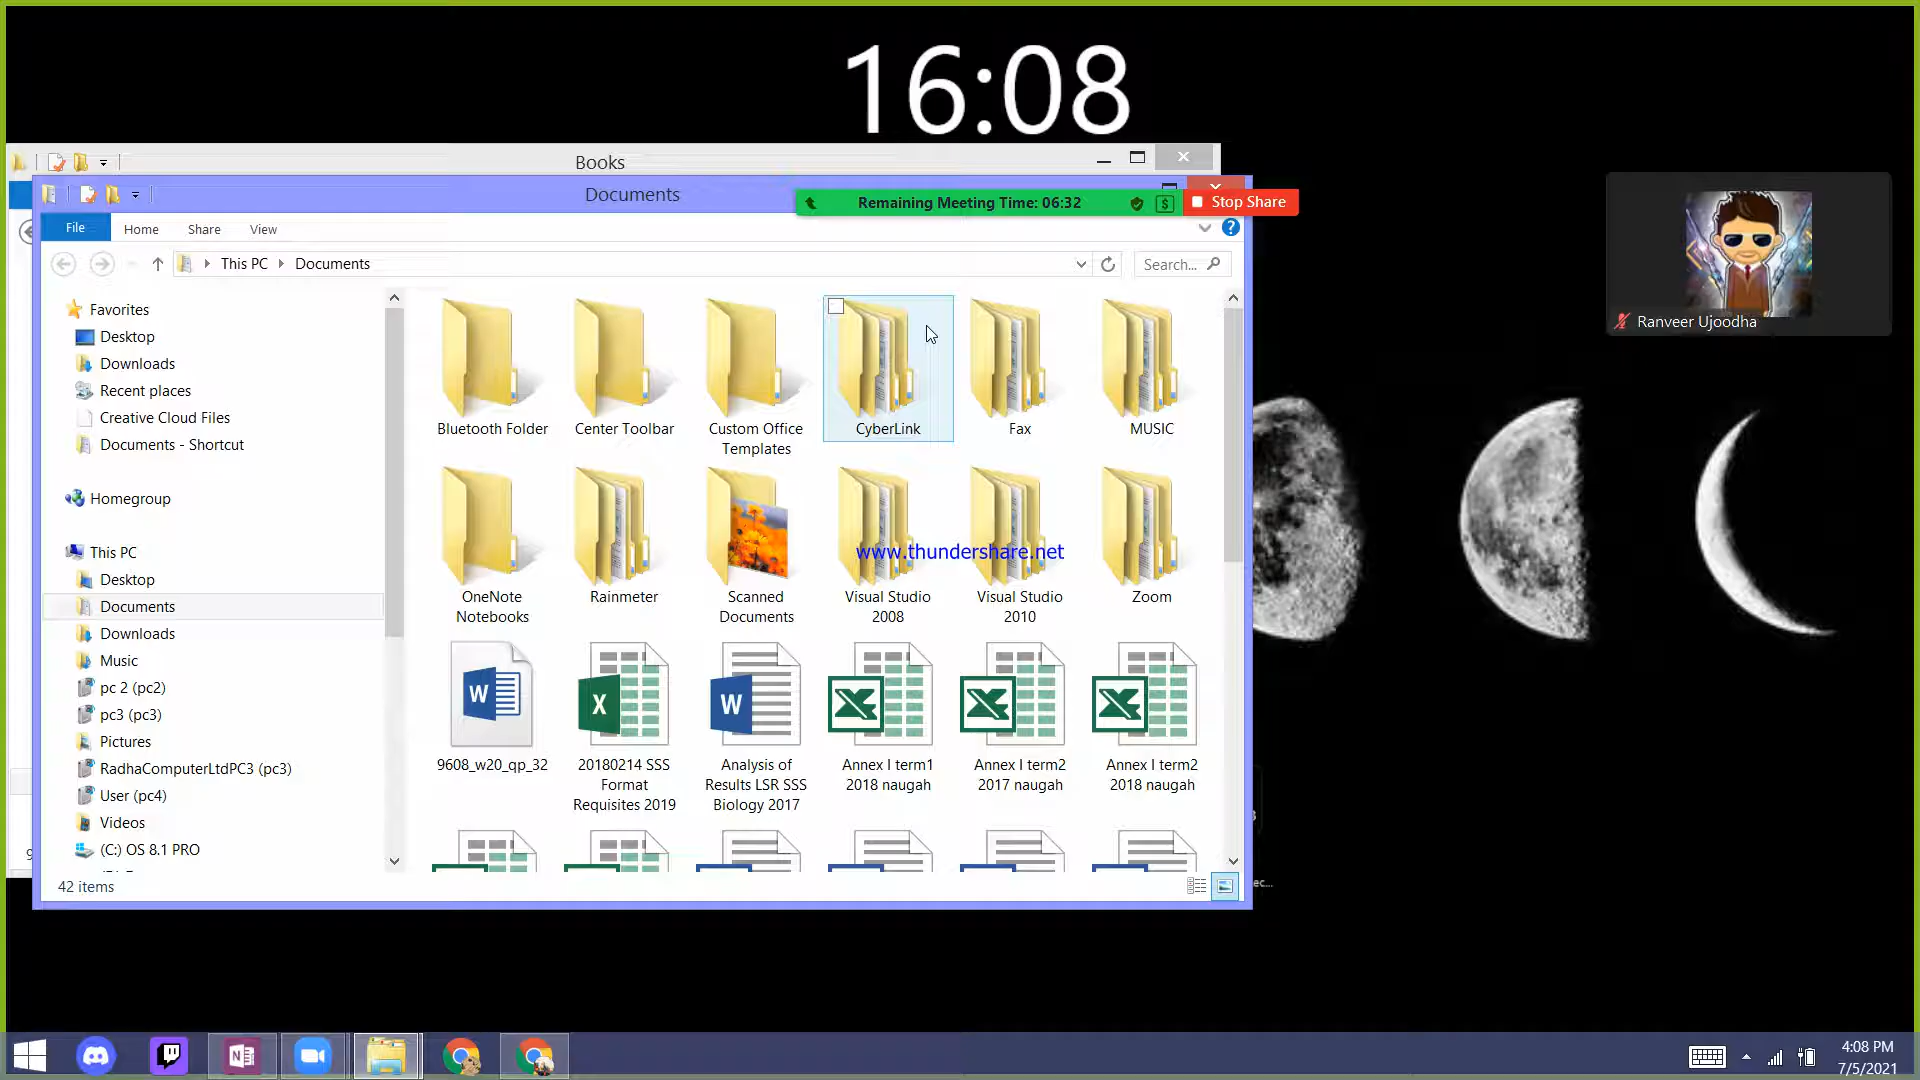 16:08
Books
Documents
Remaining Meeting Time: 06:32
Stop Share
File
Home
Share
View
This PC
Documents
Search...
Ranveer Ujoodha
Favorites
Desktop
Downloads
Recent places
Creative Cloud Files
Documents - Shortcut
Homegroup
This PC
Desktop
Documents
Downloads
Music
pc 2 (pc2)
pc3 (pc3)
Pictures
RadhaComputerLtdPC3 (pc3)
User (pc4)
Videos
(C:) OS 8.1 PRO
Bluetooth Folder
Center Toolbar
Custom Office
Templates
CyberLink
Fax
MUSIC
OneNote
Notebooks
Rainmeter
Scanned
Documents
Visual Studio
2008
Visual Studio
2010
Zoom
www.thundershare.net
9608_w20_qp_32
20180214 SSS
Format
Requisites 2019
Analysis of
Results LSR SSS
Biology 2017
Annex I term1
2018 naugah
Annex I term2
2017 naugah
Annex I term2
2018 naugah
42 items
4:08 PM
7/5/2021